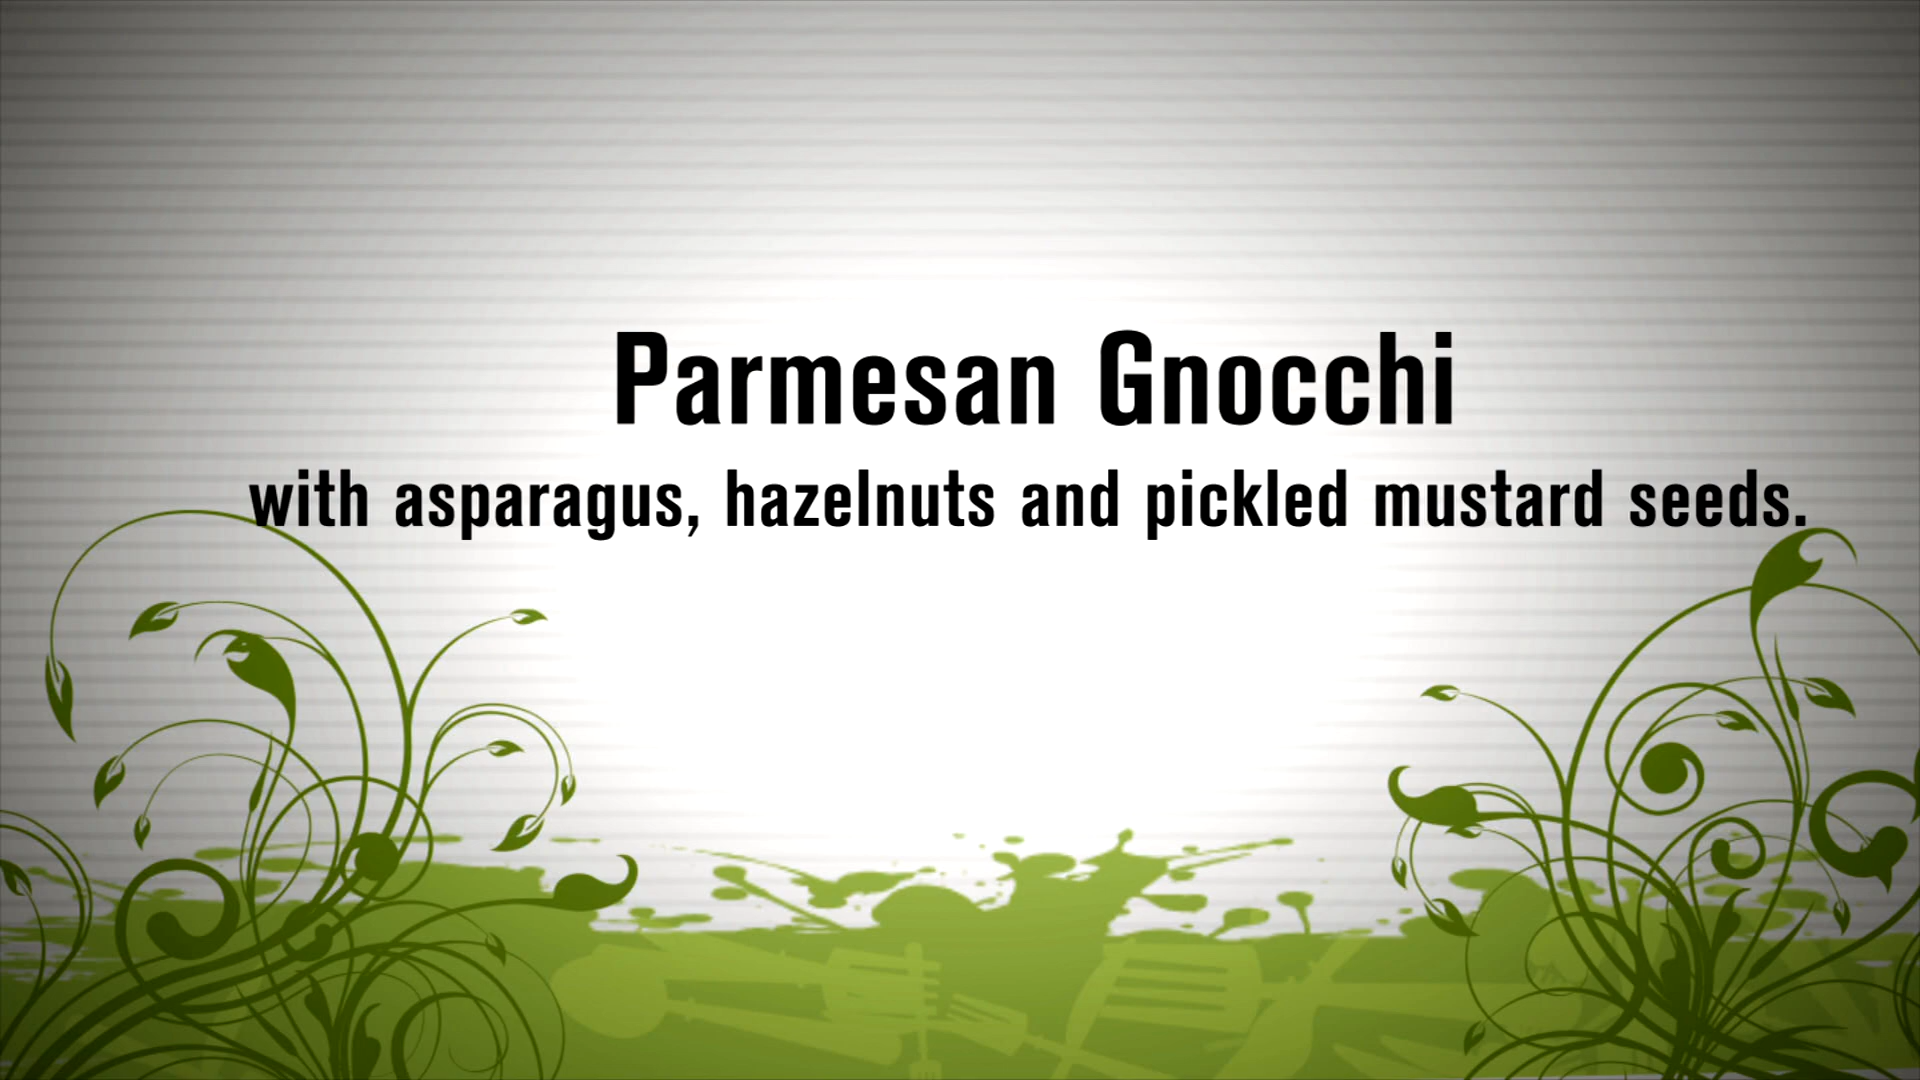 Parmesan Gnocchi
with asparagus, hazelnuts and pickled mustard seeds.